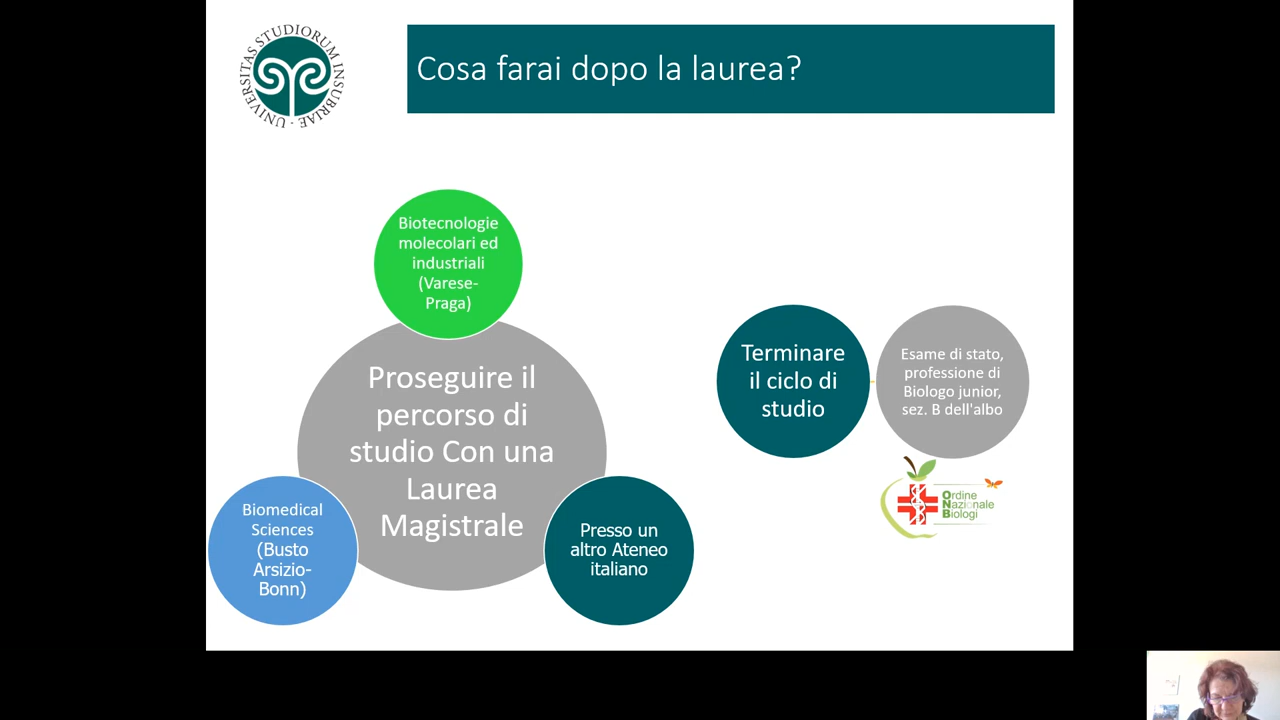 UNIVERSITAS STUDIORUM INSUBRIAE
Cosa farai dopo la laurea?
Biotecnologie
molecolari ed
industriali
(Varese-
Praga)
Proseguire il
percorso di
studio Con una
Laurea
Magistrale
Biomedical
Sciences
(Busto
Arsizio-
Bonn)
Presso un
altro Ateneo
italiano
Terminare
il ciclo di
studio
Esame di stato,
professione di
Biologo junior,
sez. B dell'albo
Ordine
Nazionale
Biologi